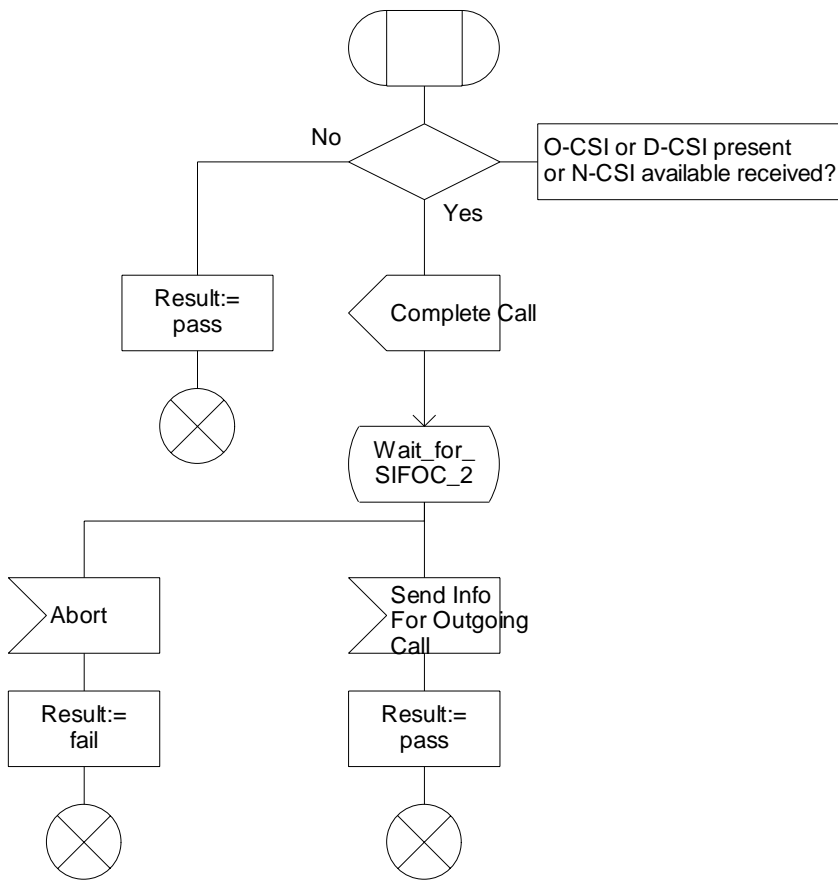 No
O-CSI or D-CSI present
or N-CSI available received?
Yes
Result:=
pass
Complete Call
Wait_for_
SIFOC_2
Abort
Send Info
For Outgoing
Call
Result:=
fail
Result:=
pass